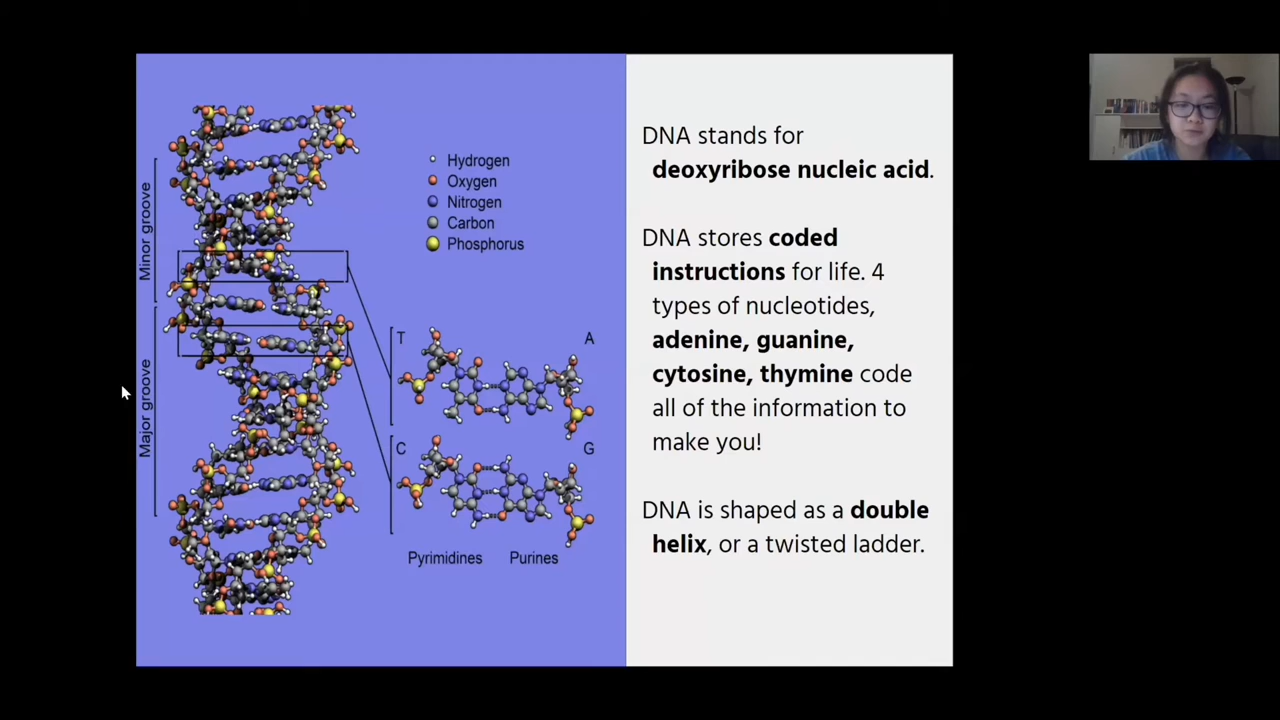 Minor groove
Major groove
Hydrogen
Oxygen
Nitrogen
Carbon
Phosphorus
T
A
C
G
Pyrimidines
Purines
DNA stands for
deoxyribose nucleic acid.
DNA stores coded
instructions for life. 4
types of nucleotides,
adenine, guanine,
cytosine, thymine code
all of the information to
make you!
DNA is shaped as a double
helix, or a twisted ladder.